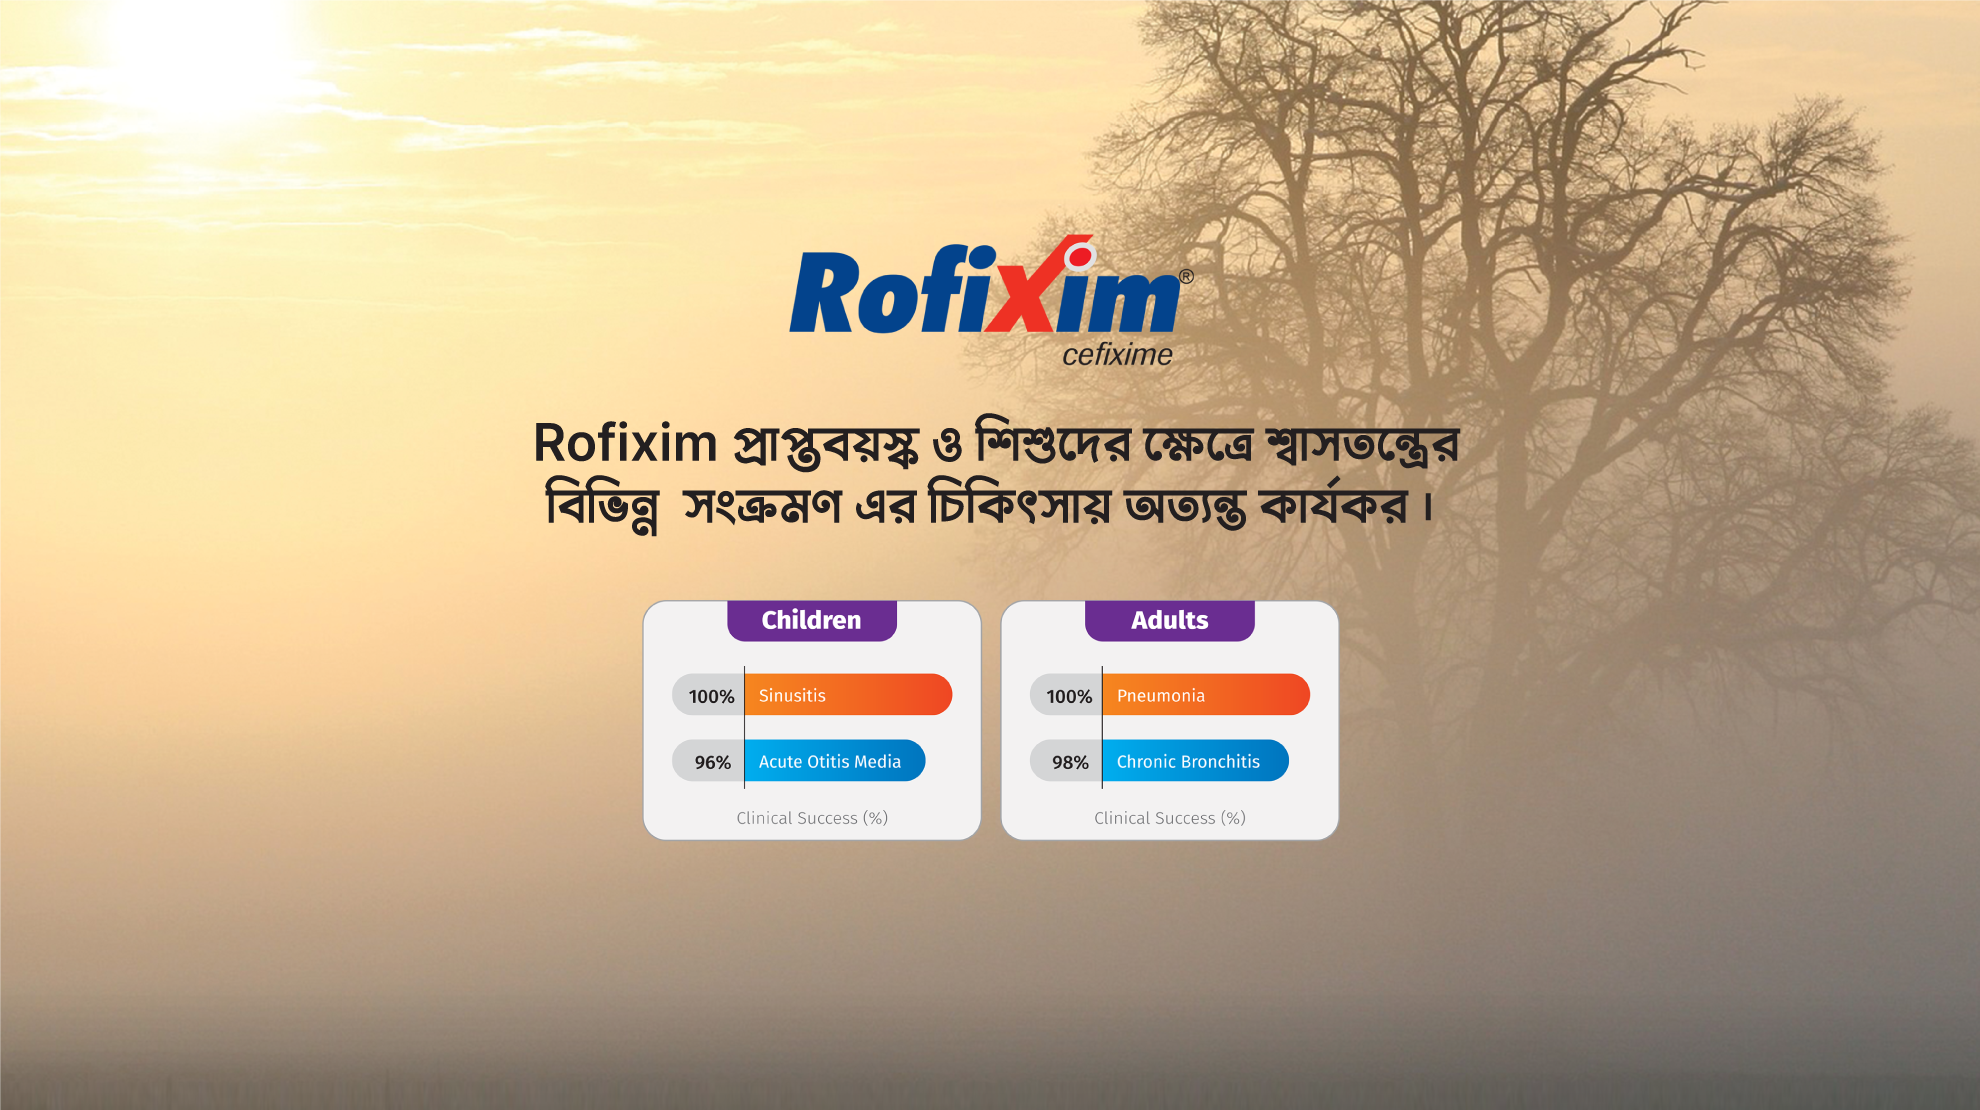 Rofixim®
cefixime
Rofixim প্রাপ্তবয়স্ক ও শিশুদের ক্ষেত্রে শ্বাসতন্ত্রের
বিভিন্ন সংক্রমণ এর চিকিৎসায় অত্যন্ত কার্যকর।
Children
100% Sinusitis
96% Acute Otitis Media
Clinical Success (%)
Adults
100% Pneumonia
98% Chronic Bronchitis
Clinical Success (%)